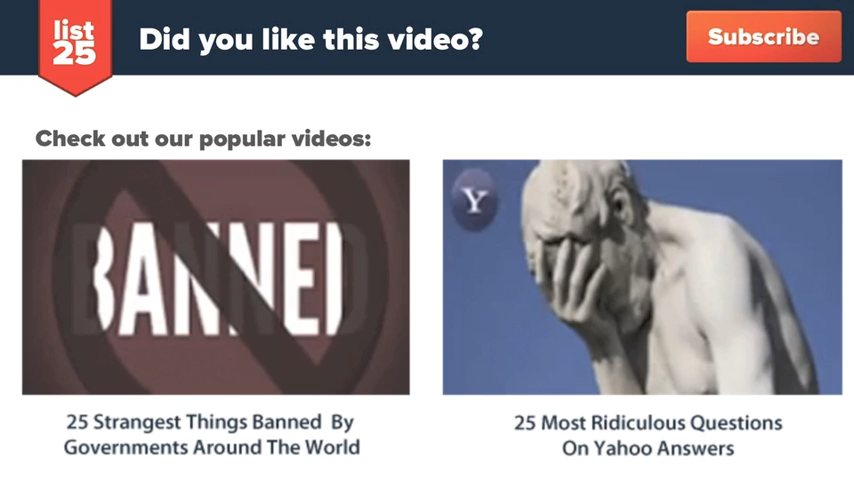 list
25
Did you like this video?
Subscribe
Check out our popular videos:
BANNED
Y
25 Strangest Things Banned By
Governments Around The World
25 Most Ridiculous Questions
On Yahoo Answers